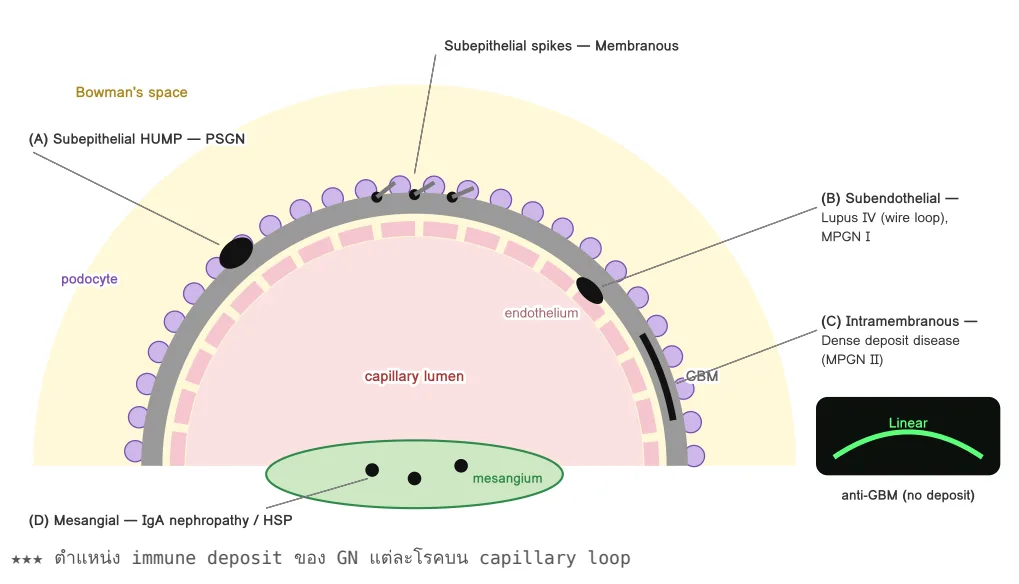 Subepithelial spikes — Membranous
Bowman's space
(A) Subepithelial HUMP — PSGN
(B) Subendothelial —
Lupus IV (wire loop),
MPGN I
podocyte
endothelium
(C) Intramembranous —
Dense deposit disease
(MPGN II)
capillary lumen
GBM
Linear
mesangium
anti-GBM (no deposit)
(D) Mesangial — IgA nephropathy / HSP
★★★ ตำแหน่ง immune deposit ของ GN แต่ละโรคบน capillary loop